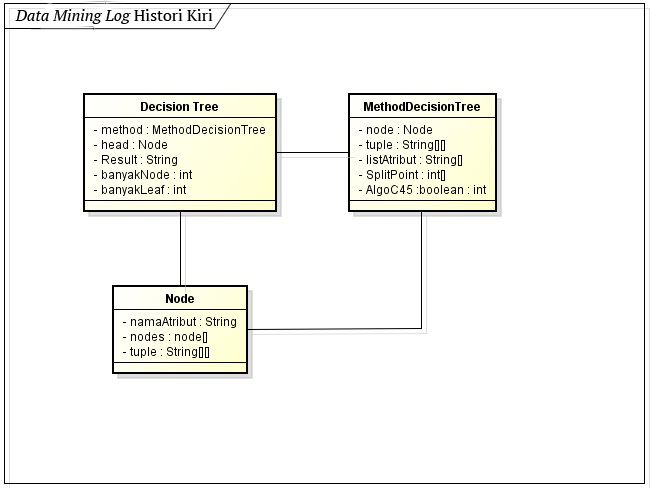 Data Mining Log Histori Kiri
Decision Tree
- method : MethodDecisionTree
- head : Node
- Result : String
- banyakNode : int
- banyakLeaf : int
MethodDecisionTree
- node : Node
- tuple : String[][]
- listAtribut : String[]
- SplitPoint : int[]
- AlgoC45 :boolean : int
Node
- namaAtribut : String
- nodes : node[]
- tuple : String[][]